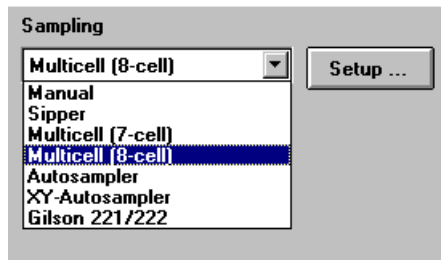 Sampling
Multicell (8-cell)
Setup ...
Manual
Sipper
Multicell (7-cell)
Multicell (8-cell)
Autosampler
XY-Autosampler
Gilson 221/222